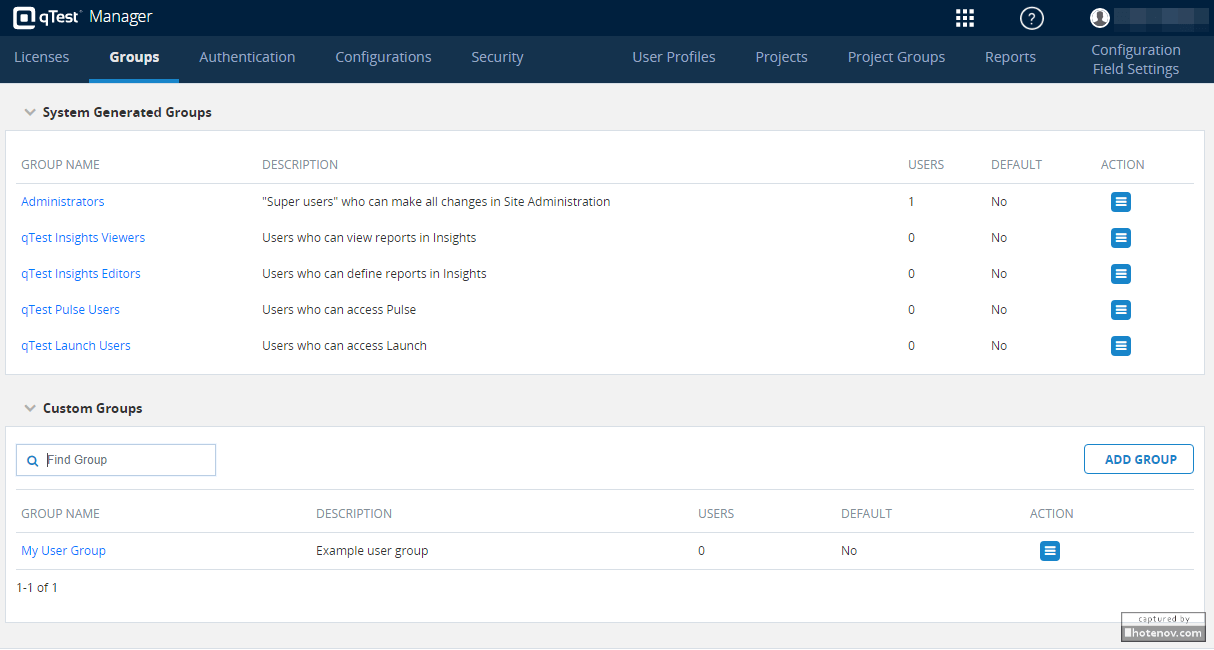 qTest Manager
?
Licenses Groups Authentication Configurations Security User Profiles Projects Project Groups Reports Configuration
Field Settings
System Generated Groups
GROUP NAME DESCRIPTION USERS DEFAULT ACTION
Administrators "Super users" who can make all changes in Site Administration 1 No
qTest Insights Viewers Users who can view reports in Insights 0 No
qTest Insights Editors Users who can define reports in Insights 0 No
qTest Pulse Users Users who can access Pulse 0 No
qTest Launch Users Users who can access Launch 0 No
Custom Groups
Find Group ADD GROUP
GROUP NAME DESCRIPTION USERS DEFAULT ACTION
My User Group Example user group 0 No
1-1 of 1
captured by
hotenov.com